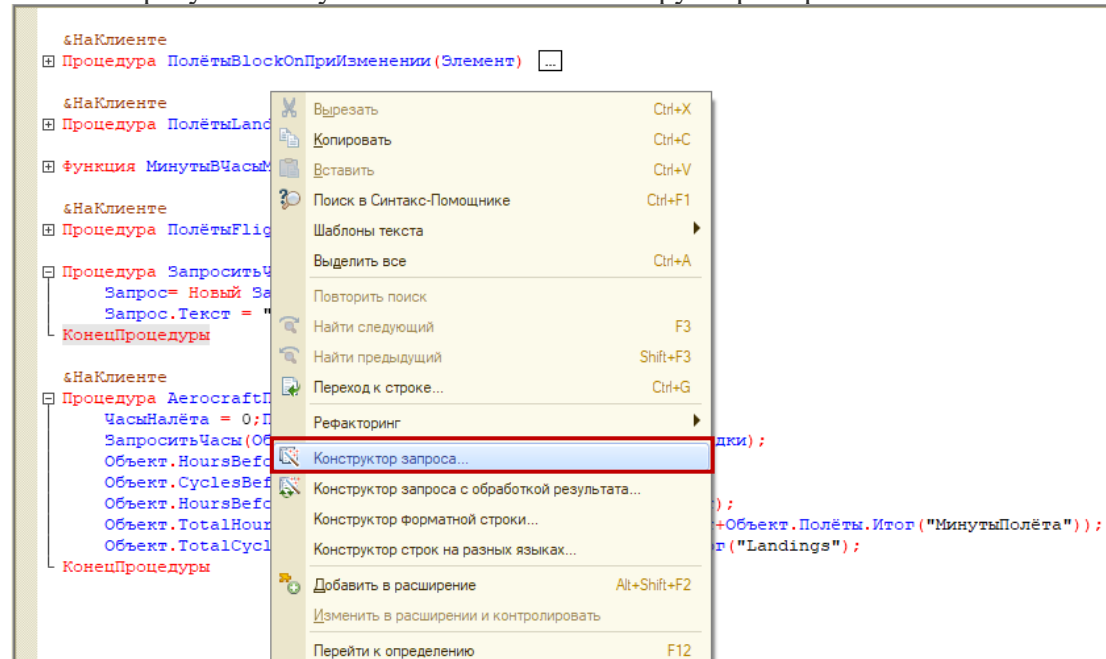 &НаКлиенте
Процедура ПолётыBlockOnПриИзменении(Элемент) ...
&НаКлиенте
Процедура ПолётыLand
Функция МинутыВЧасыМ
&НаКлиенте
Процедура ПолётыFlig
Процедура ЗапроситьЧ
Запрос= Новый За
Запрос.Текст = "
КонецПроцедуры
&НаКлиенте
Процедура AerocraftП
ЧасыНалёта = 0;П
ЗапроситьЧасы(Об дки);
Объект.HoursBefo
Объект.CyclesBef
Объект.HoursBefo );
Объект.TotalHour +Объект.Полёты.Итог("МинутыПолёта"));
Объект.TotalCycl г("Landings");
КонецПроцедуры
Вырезать Ctrl+X
Копировать Ctrl+C
Вставить Ctrl+V
Поиск в Синтакс-Помощнике Ctrl+F1
Шаблоны текста
Выделить все Ctrl+A
Повторить поиск
Найти следующий F3
Найти предыдущий Shift+F3
Переход к строке... Ctrl+G
Рефакторинг
Конструктор запроса...
Конструктор запроса с обработкой результата...
Конструктор форматной строки...
Конструктор строк на разных языках...
Добавить в расширение Alt+Shift+F2
Изменить в расширении и контролировать
Перейти к определению F12